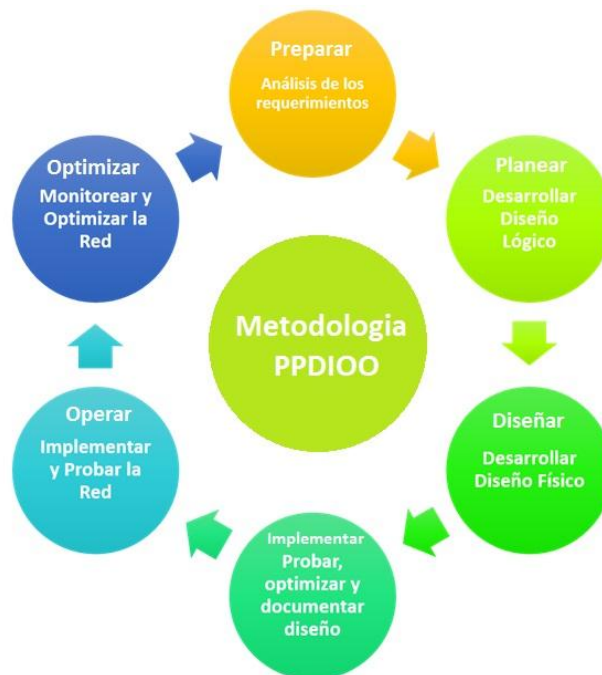 Preparar
Análisis de los
requerimientos
Planear
Desarrollar
Diseño
Lógico
Diseñar
Desarrollar
Diseño Físico
Implementar
Probar,
optimizar y
documentar
diseño
Operar
Implementar
y Probar la
Red
Optimizar
Monitorear y
Optimizar la
Red
Metodologia
PPDIOO